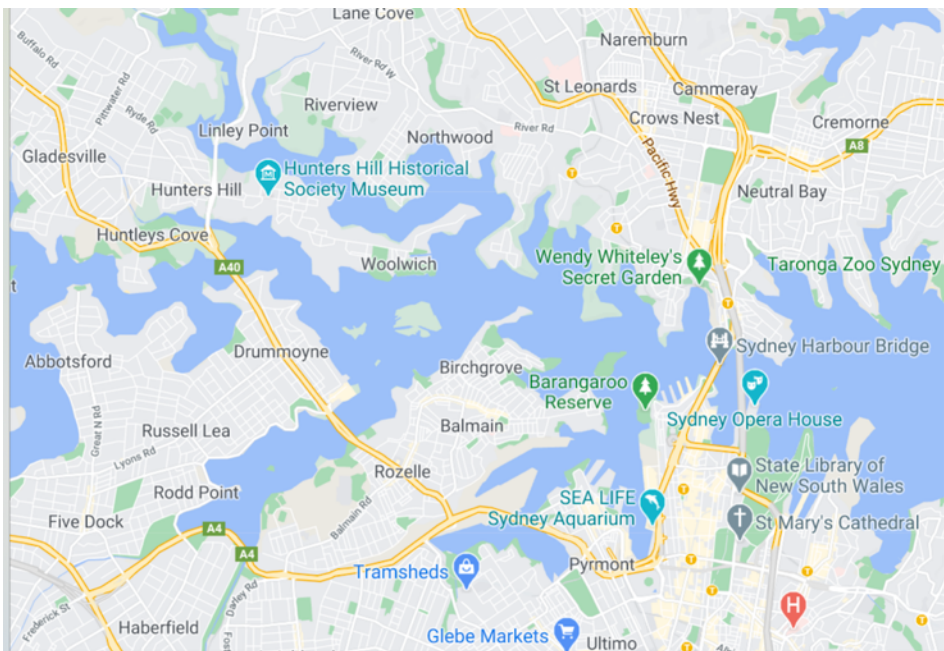 Lane Cove
Naremburn
Buffalo Rd
River Rd W
St Leonards
Cammeray
Pittwater Rd
Ryde Rd
Riverview
Crows Nest
Cremorne
Linley Point
Northwood
River Rd
A8
Gladesville
Hunters Hill Historical
Society Museum
Pacific Hwy
Hunters Hill
Neutral Bay
Huntleys Cove
Woolwich
Wendy Whiteley's
Secret Garden
Taronga Zoo Sydney
A40
t
Abbotsford
Drummoyne
Sydney Harbour Bridge
Birchgrove
Barangaroo
Reserve
Great N Rd
Sydney Opera House
Russell Lea
Balmain
Lyons Rd
Rozelle
State Library of
New South Wales
Rodd Point
SEA LIFE
Sydney Aquarium
Five Dock
Balmain Rd
St Mary's Cathedral
A4
A4
Tramsheds
Pyrmont
Darley Rd
Frederick St
H
Haberfield
Glebe Markets
Ultimo